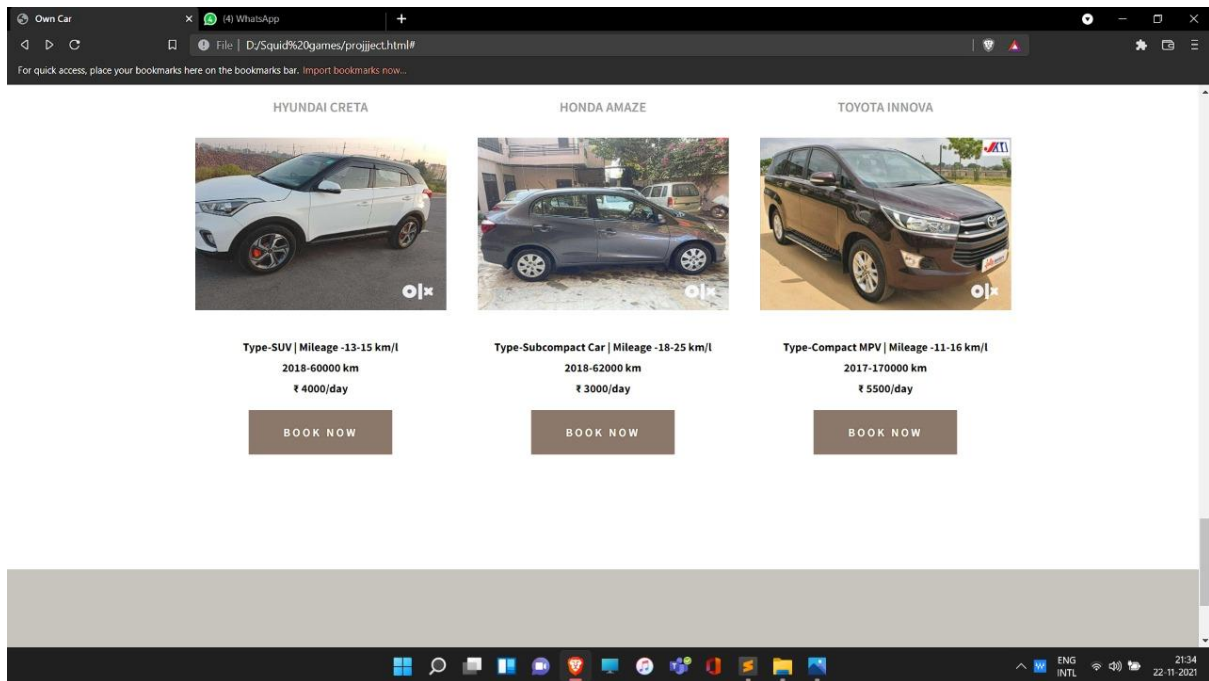 Own Car
(4) WhatsApp
File | D:/Squid%20games/projjject.html#
For quick access, place your bookmarks here on the bookmarks bar. Import bookmarks now...
HYUNDAI CRETA
HONDA AMAZE
TOYOTA INNOVA
olx
olx
olx
Type-SUV | Mileage -13-15 km/l
2018-60000 km
₹ 4000/day
BOOK NOW
Type-Subcompact Car | Mileage -18-25 km/l
2018-62000 km
₹ 3000/day
BOOK NOW
Type-Compact MPV | Mileage -11-16 km/l
2017-170000 km
₹ 5500/day
BOOK NOW
ENG
INTL
21:34
22-11-2021